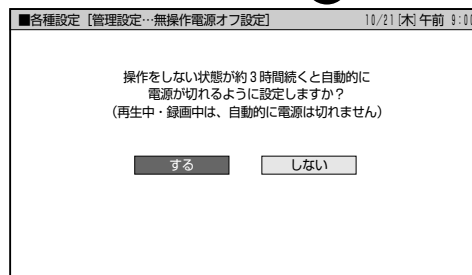 ■各種設定［管理設定…無操作電源オフ設定］ 10/21[木]午前 9:00
操作をしない状態が約3時間続くと自動的に
電源が切れるように設定しますか？
（再生中・録画中は、自動的に電源は切れません）
する しない